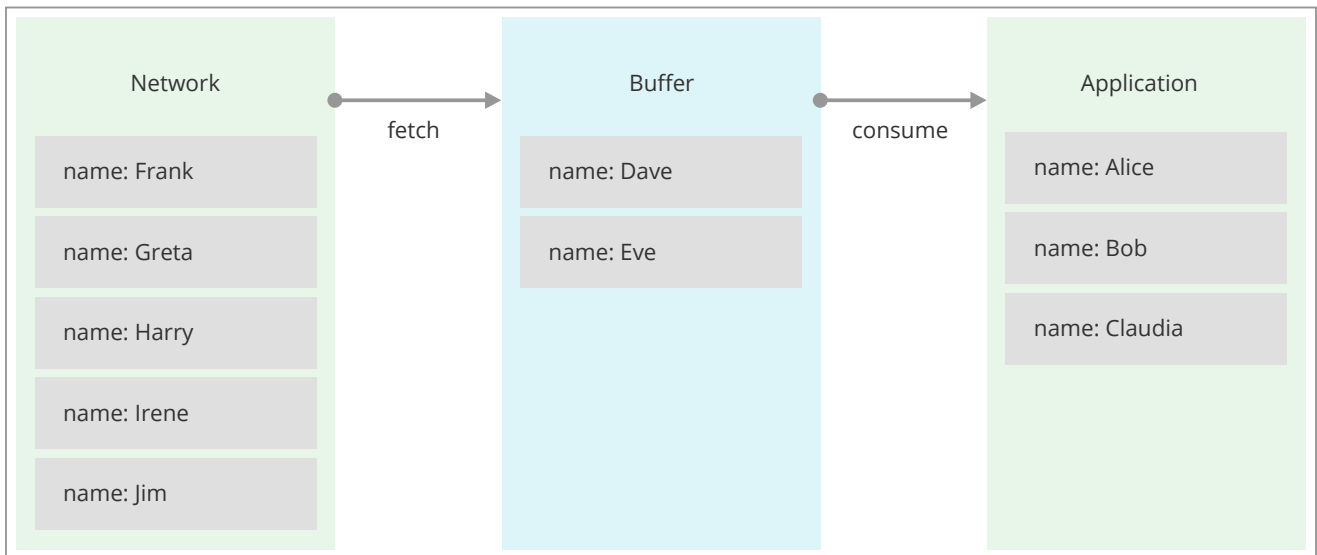 Network
fetch
Buffer
consume
Application
name: Frank
name: Greta
name: Harry
name: Irene
name: Jim
name: Dave
name: Eve
name: Alice
name: Bob
name: Claudia